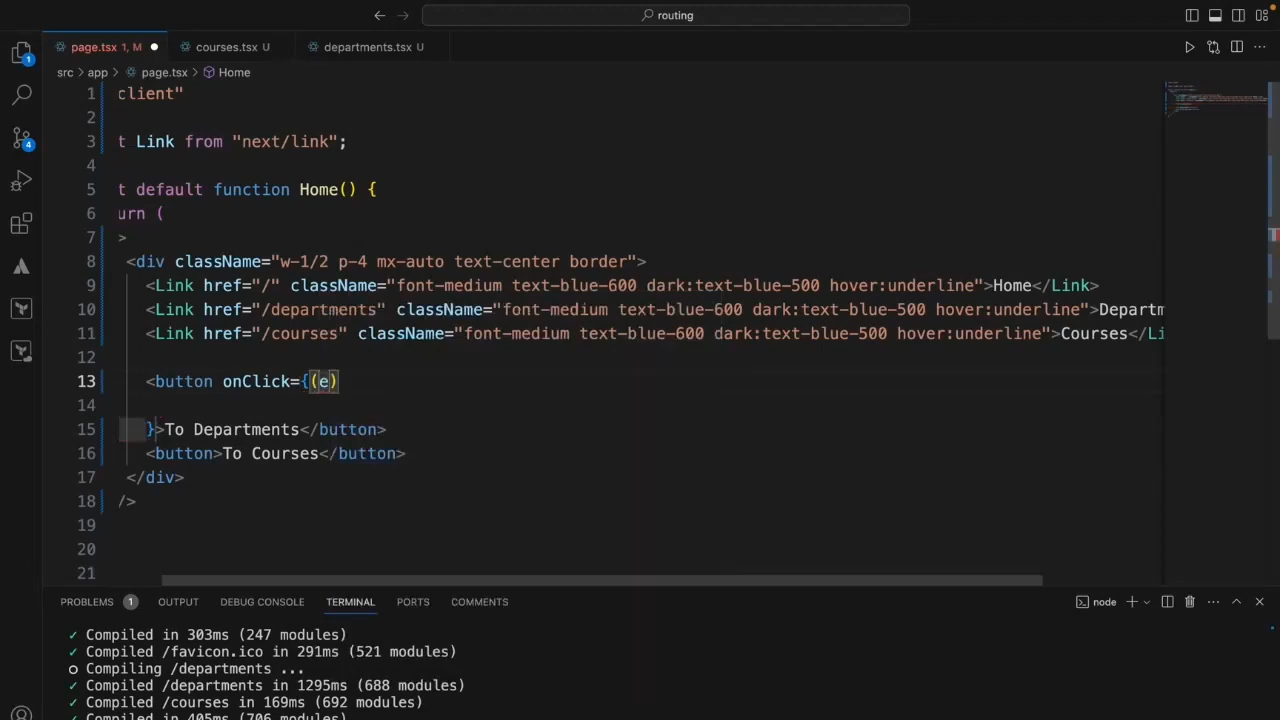 routing
page.tsx 1, M
courses.tsx U
departments.tsx U
src > app > page.tsx > Home
1 client"
2
3 t Link from "next/link";
4
5 t default function Home() {
6 urn (
7 >
8 <div className="w-1/2 p-4 mx-auto text-center border">
9 <Link href="/" className="font-medium text-blue-600 dark:text-blue-500 hover:underline">Home</Link>
10 <Link href="/departments" className="font-medium text-blue-600 dark:text-blue-500 hover:underline">Departm
11 <Link href="/courses" className="font-medium text-blue-600 dark:text-blue-500 hover:underline">Courses</Li
12
13 <button onClick={(e)
14
15 }>To Departments</button>
16 <button>To Courses</button>
17 </div>
18 />
19
20
21
1
4
PROBLEMS 1 OUTPUT DEBUG CONSOLE TERMINAL PORTS COMMENTS
node
✓ Compiled in 303ms (247 modules)
✓ Compiled /favicon.ico in 291ms (521 modules)
○ Compiling /departments ...
✓ Compiled /departments in 1295ms (688 modules)
✓ Compiled /courses in 169ms (692 modules)
✓ Compiled in 405ms (706 modules)